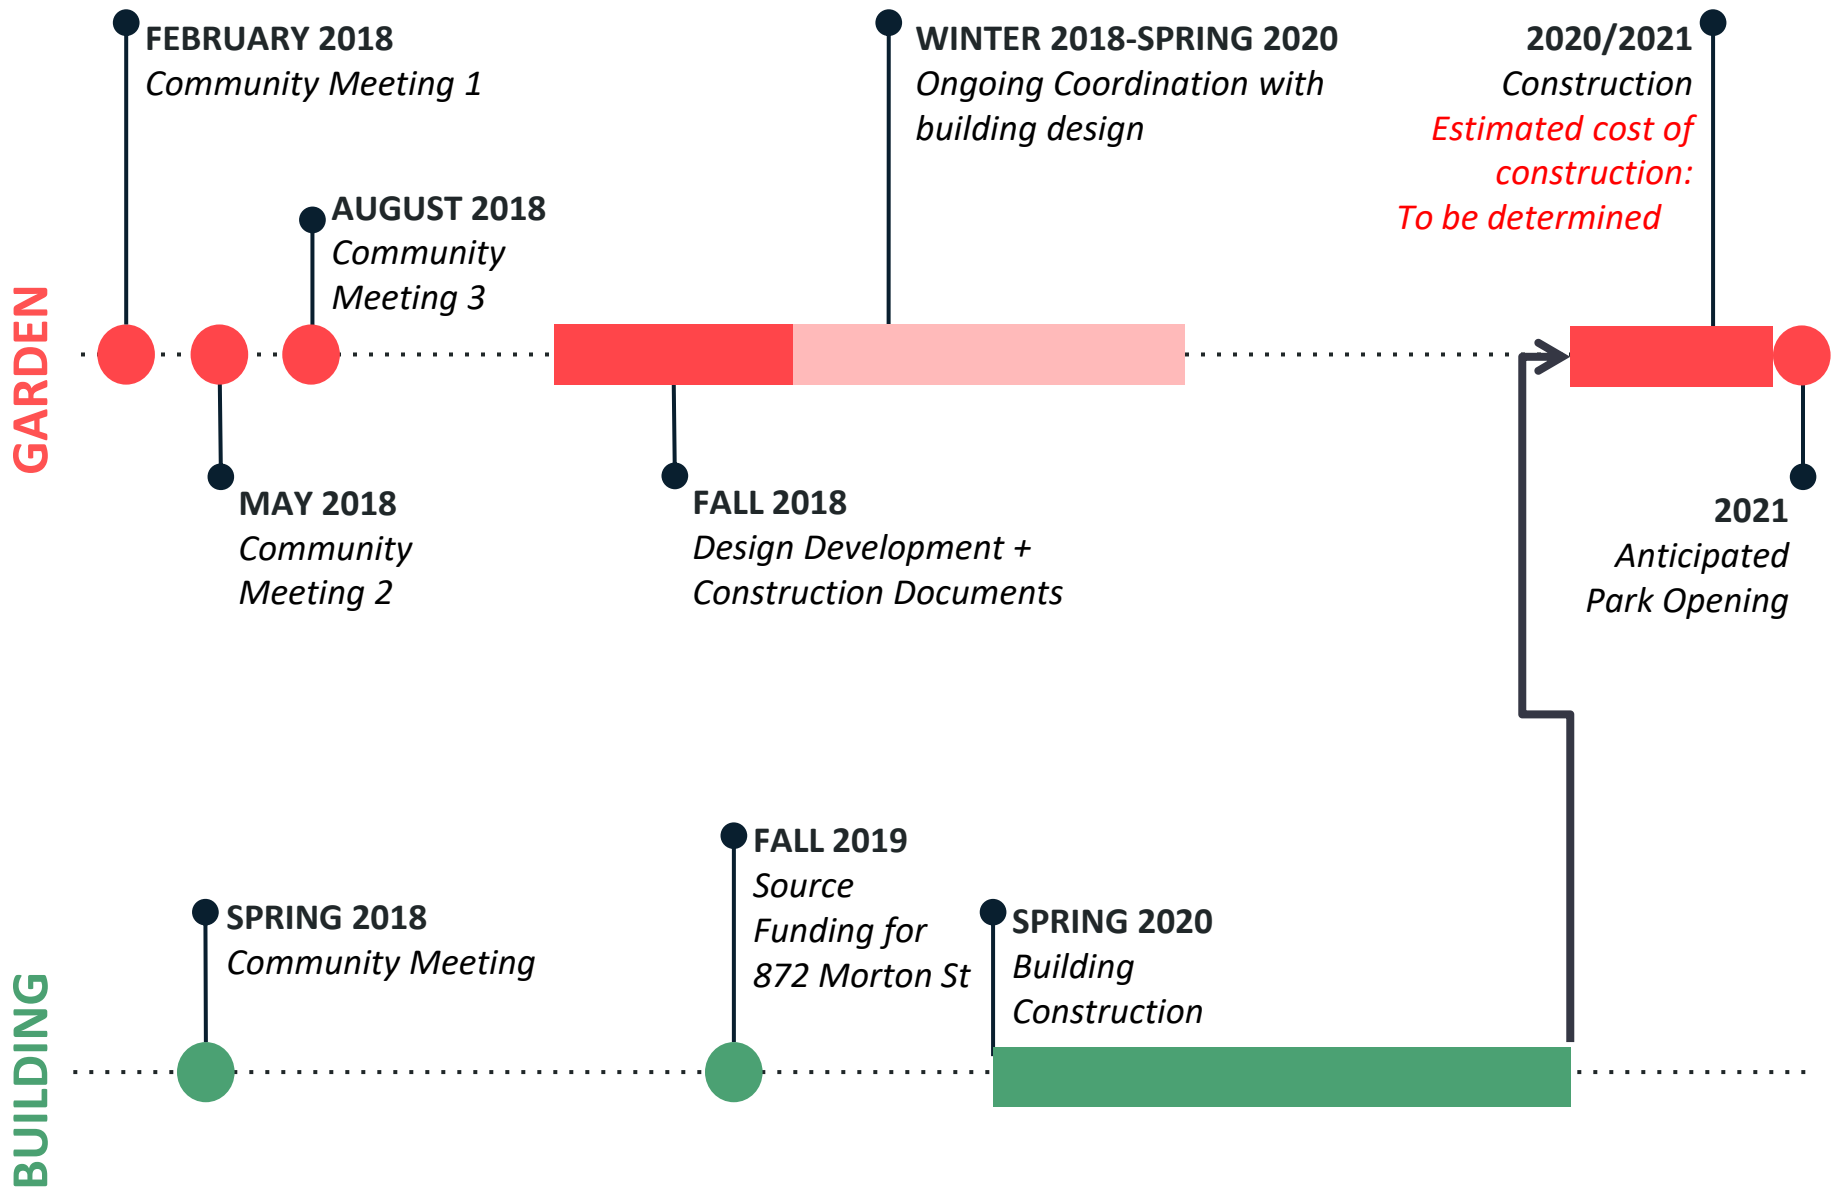 GARDEN
FEBRUARY 2018
Community Meeting 1
MAY 2018
Community
Meeting 2
AUGUST 2018
Community
Meeting 3
FALL 2018
Design Development +
Construction Documents
WINTER 2018-SPRING 2020
Ongoing Coordination with
building design
2020/2021
Construction
Estimated cost of
construction:
To be determined
2021
Anticipated
Park Opening
BUILDING
SPRING 2018
Community Meeting
FALL 2019
Source
Funding for
872 Morton St
SPRING 2020
Building
Construction